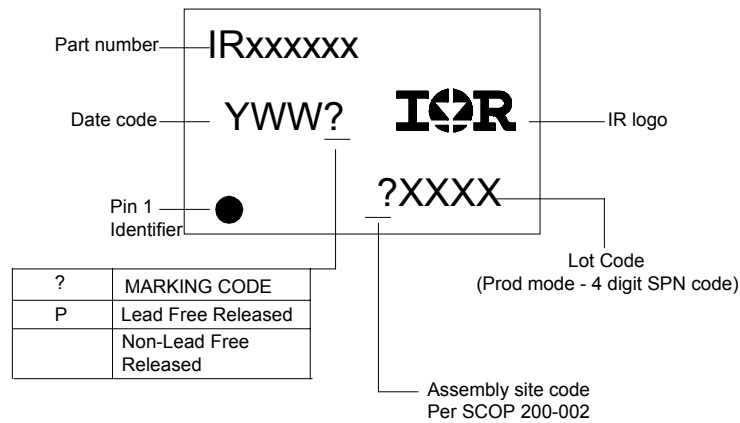 Part number
IRxxxxxx
Date code
YWW?
IOR
IR logo
?XXXX
Pin 1
Identifier
Lot Code
(Prod mode - 4 digit SPN code)
? MARKING CODE
P Lead Free Released
Non-Lead Free
Released
Assembly site code
Per SCOP 200-002